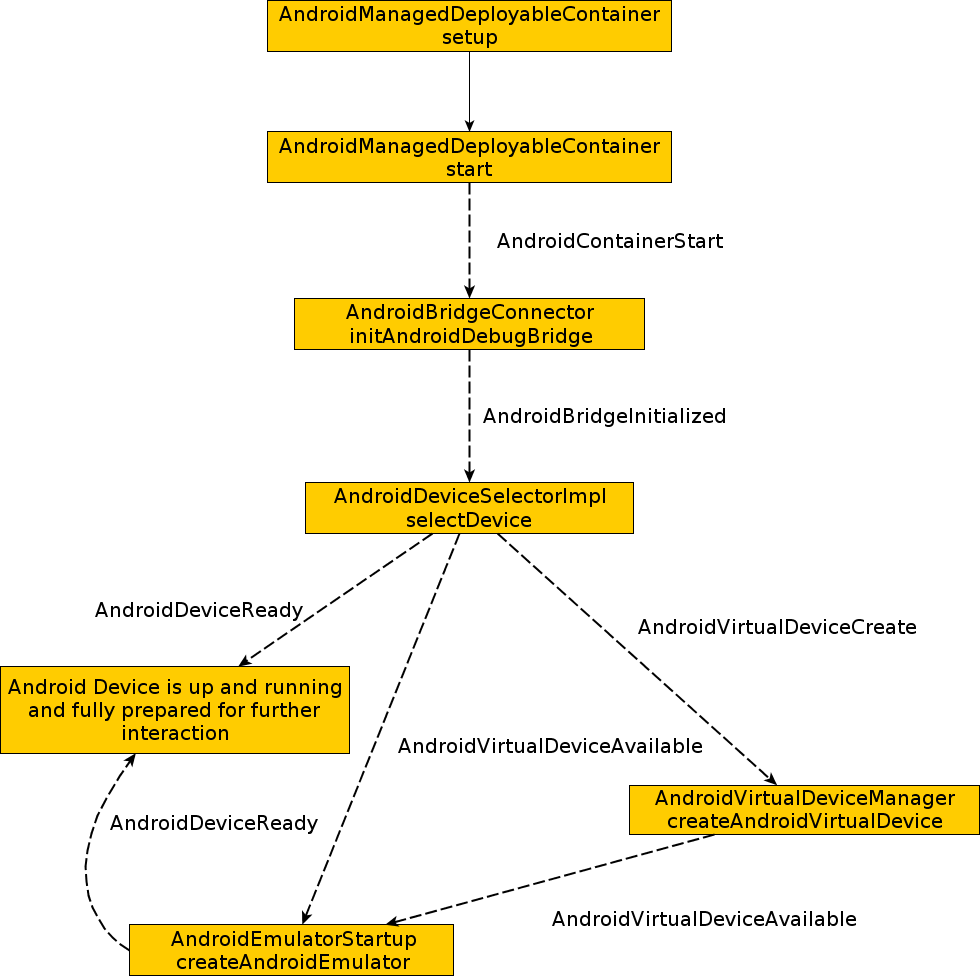 AndroidManagedDeployableContainer
setup
AndroidManagedDeployableContainer
start
AndroidContainerStart
AndroidBridgeConnector
initAndroidDebugBridge
AndroidBridgeInitialized
AndroidDeviceSelectorImpl
selectDevice
AndroidDeviceReady
AndroidVirtualDeviceCreate
Android Device is up and running
and fully prepared for further
interaction
AndroidVirtualDeviceAvailable
AndroidVirtualDeviceManager
createAndroidVirtualDevice
AndroidDeviceReady
AndroidVirtualDeviceAvailable
AndroidEmulatorStartup
createAndroidEmulator